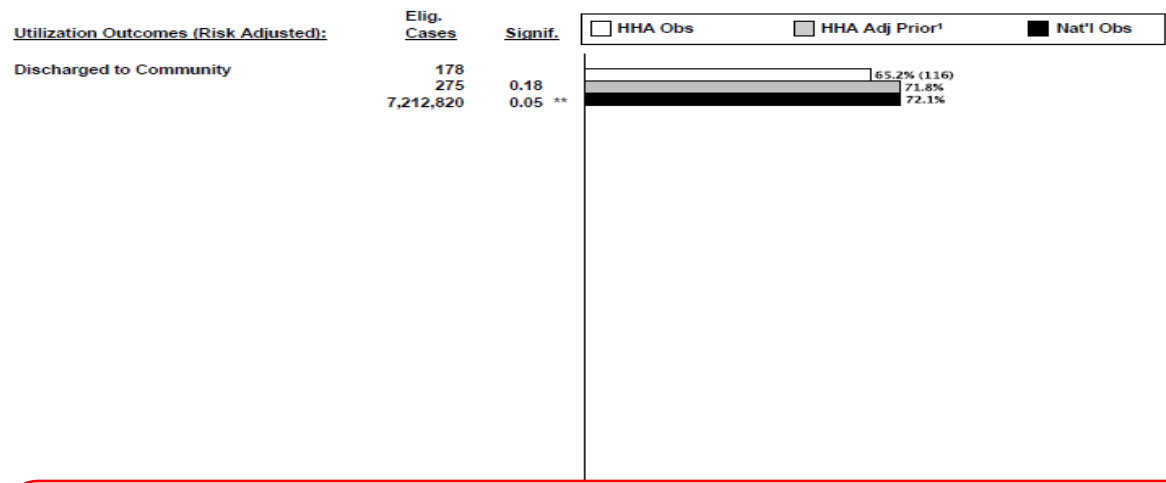 Elig.
Utilization Outcomes (Risk Adjusted): Cases Signif. HHA Obs HHA Adj Prior¹ Nat'l Obs
Discharged to Community 178 65.2% (116)
275 0.18 71.8%
7,212,820 0.05 ** 72.1%